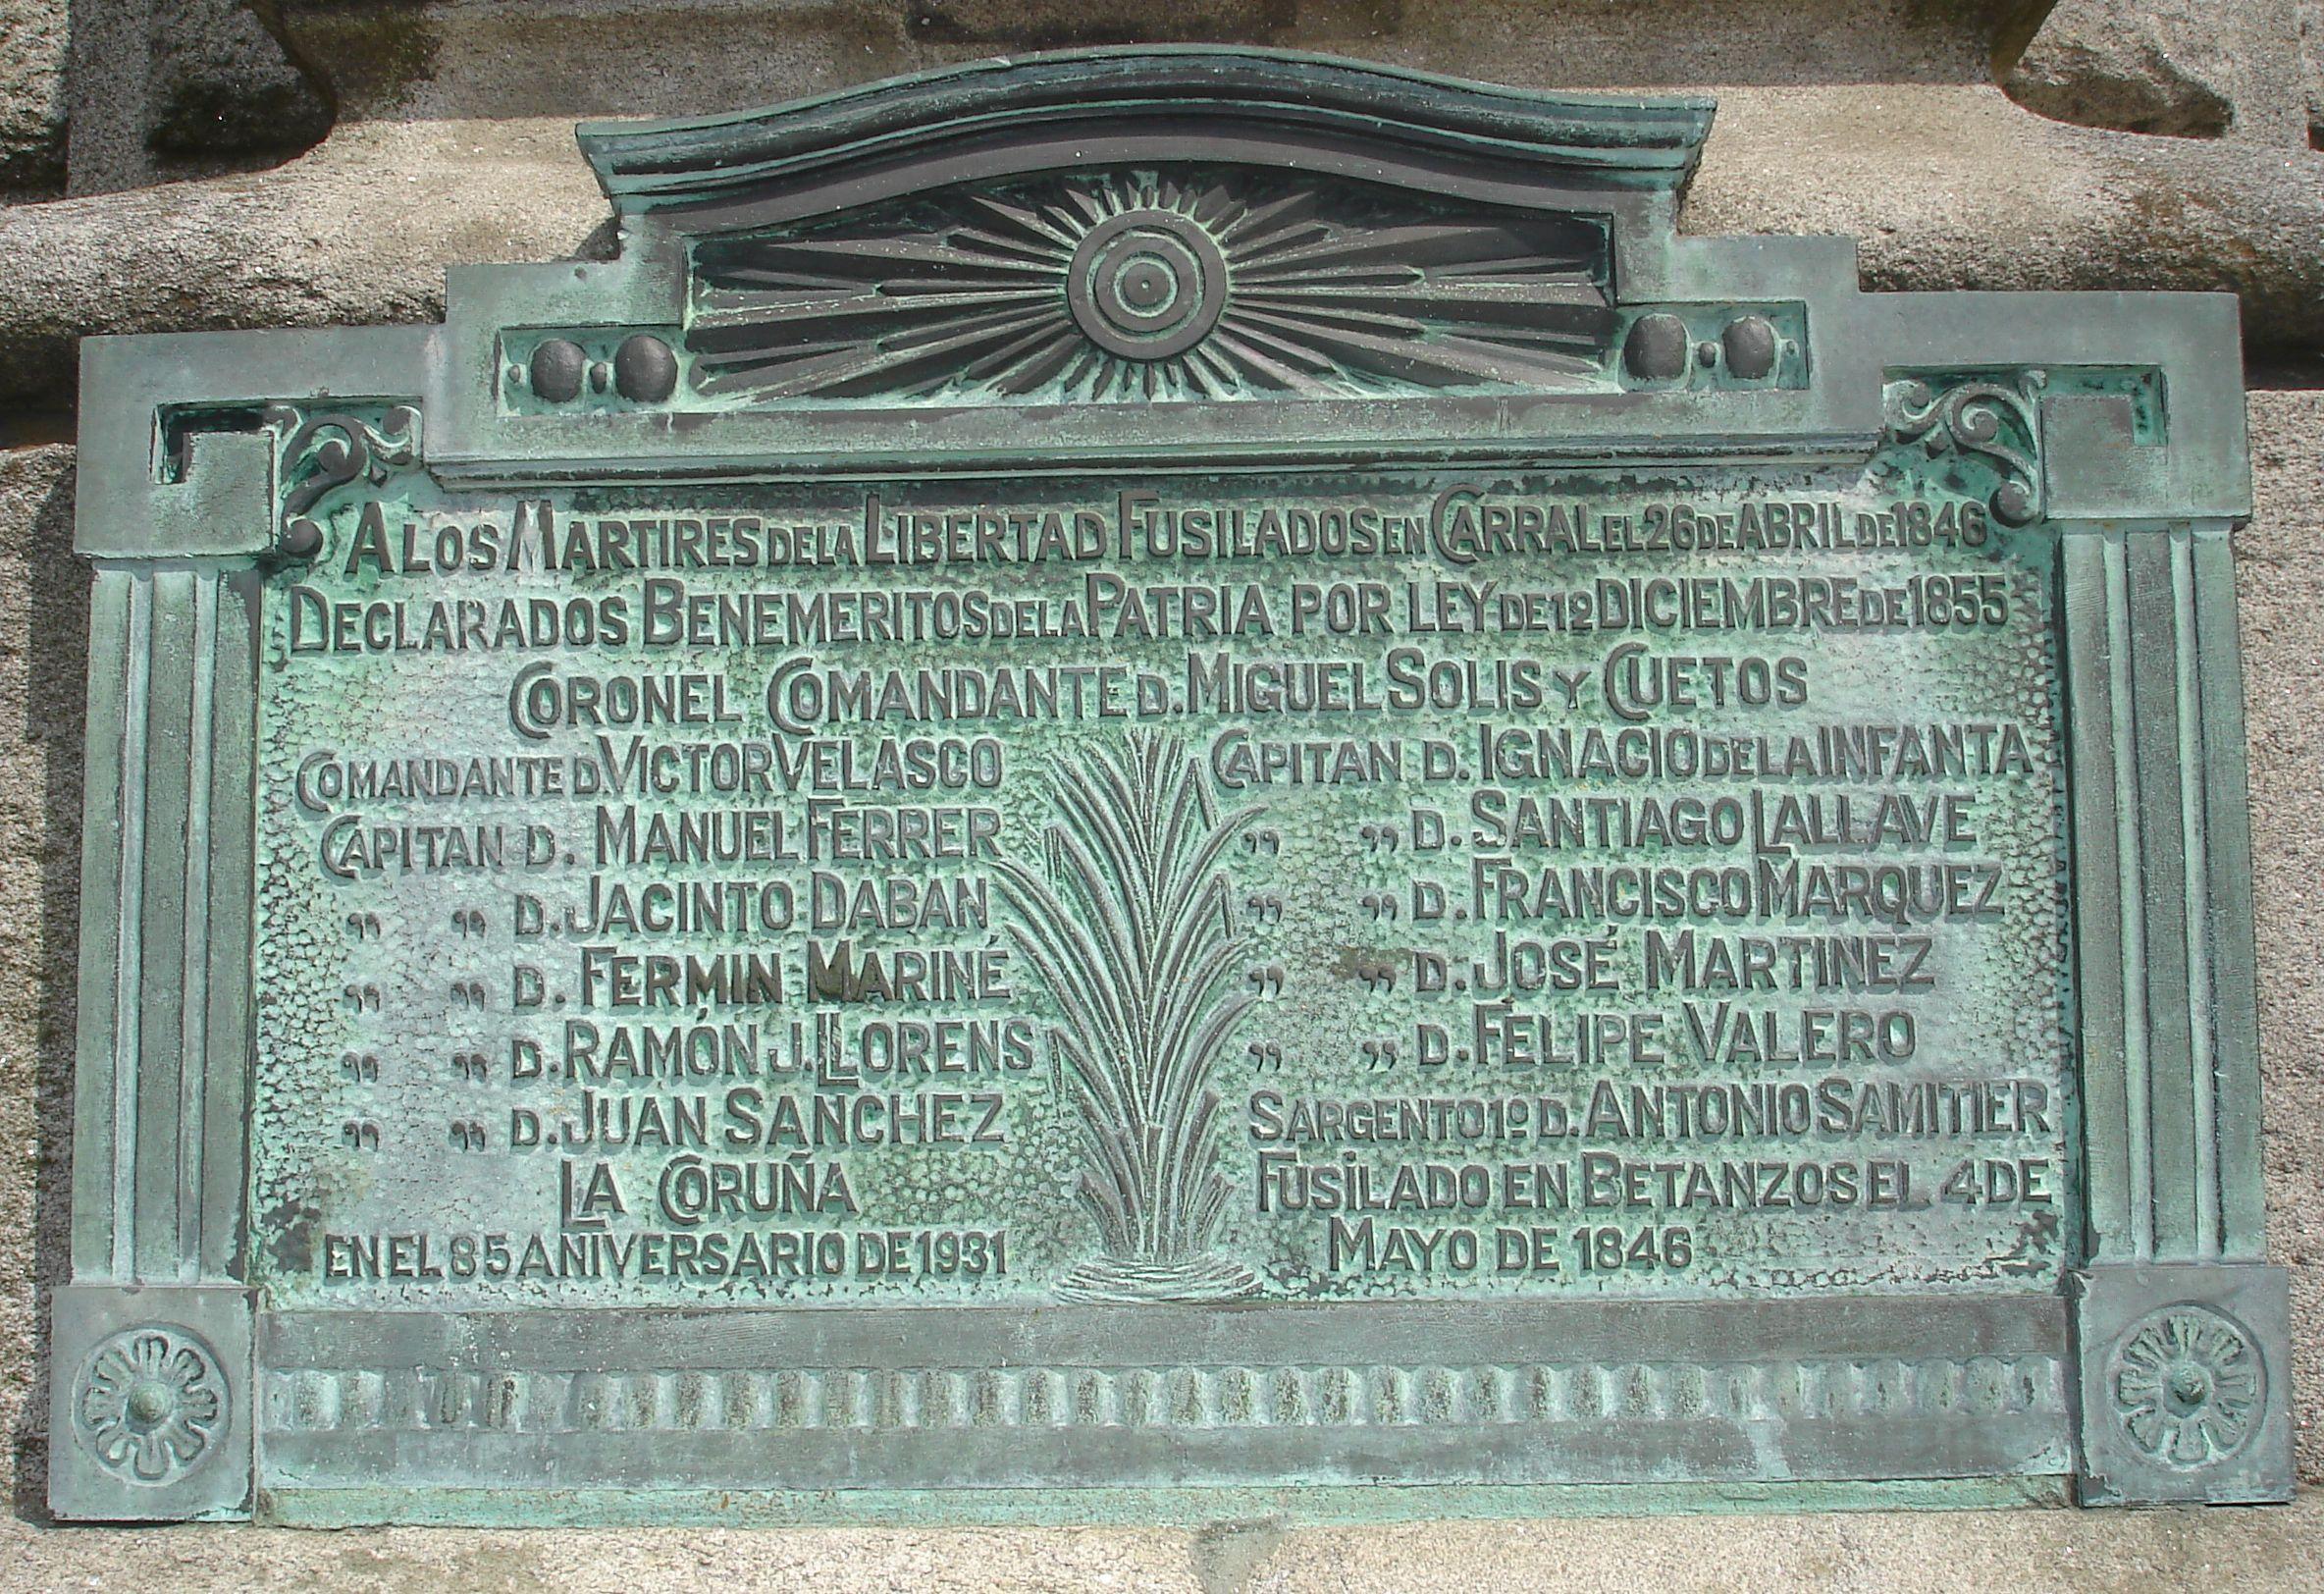 A LOS MARTIRES DE LA LIBERTAD FUSILADOS EN CARRAL EL 26 DE ABRIL DE 1846
DECLARADOS BENEMERITOS DE LA PATRIA POR LEY DE 12 DICIEMBRE DE 1855
CORONEL COMANDANTE D. MIGUEL SOLIS Y CUETOS
COMANDANTE D. VICTOR VELASCO
CAPITAN D. MANUEL FERRER
„ „ D. JACINTO DABAN
„ „ D. FERMIN MARINÉ
„ „ D. RAMÓN J. LLORENS
„ „ D. JUAN SANCHEZ
LA CORUÑA
EN EL 85 ANIVERSARIO DE 1931
CAPITAN D. IGNACIO DE LA INFANTA
„ „ D. SANTIAGO LALLAVE
„ „ D. FRANCISCO MARQUEZ
„ „ D. JOSÉ MARTINEZ
„ „ D. FELIPE VALERO
SARGENTO 1º D. ANTONIO SAMITIER
FUSILADO EN BETANZOS EL 4 DE
MAYO DE 1846